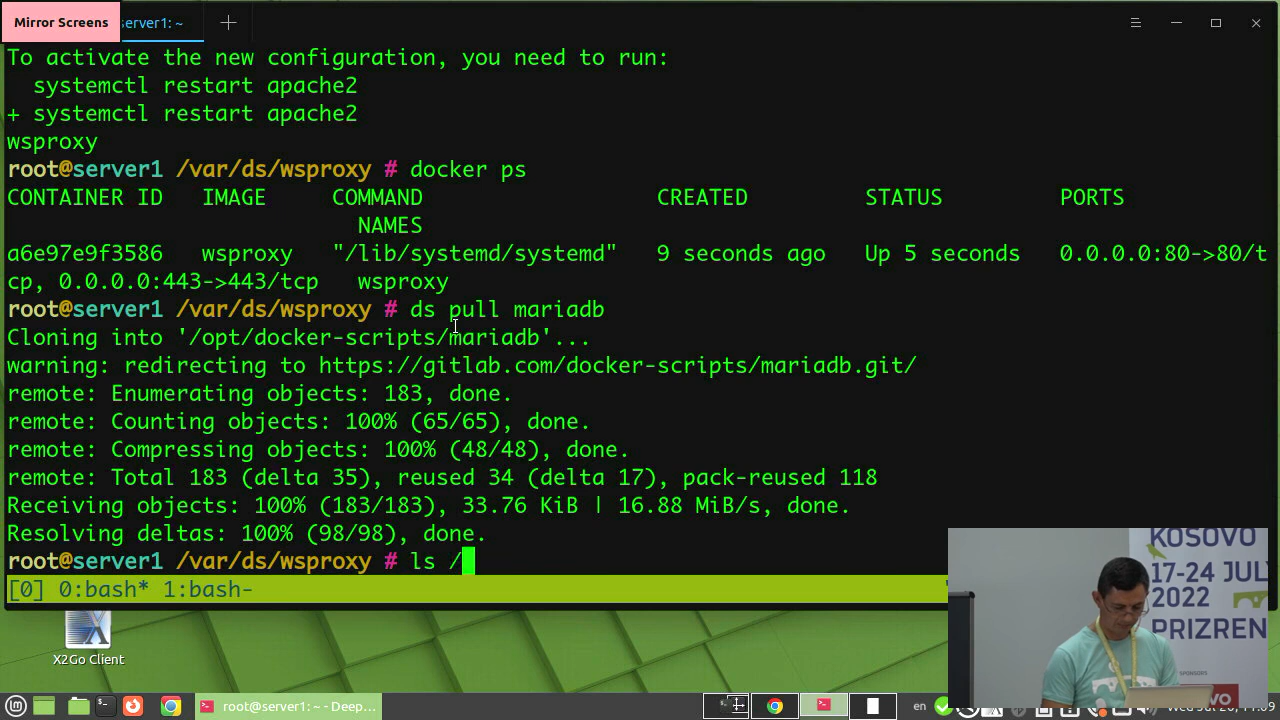 Mirror Screens
server1: ~
To activate the new configuration, you need to run:
systemctl restart apache2
+ systemctl restart apache2
wsproxy
root@server1 /var/ds/wsproxy # docker ps
CONTAINER ID IMAGE COMMAND CREATED STATUS PORTS
NAMES
a6e97e9f3586 wsproxy "/lib/systemd/systemd" 9 seconds ago Up 5 seconds 0.0.0.0:80->80/t
cp, 0.0.0.0:443->443/tcp wsproxy
root@server1 /var/ds/wsproxy # ds pull mariadb
Cloning into '/opt/docker-scripts/mariadb'...
warning: redirecting to https://gitlab.com/docker-scripts/mariadb.git/
remote: Enumerating objects: 183, done.
remote: Counting objects: 100% (65/65), done.
remote: Compressing objects: 100% (48/48), done.
remote: Total 183 (delta 35), reused 34 (delta 17), pack-reused 118
Receiving objects: 100% (183/183), 33.76 KiB | 16.88 MiB/s, done.
Resolving deltas: 100% (98/98), done.
root@server1 /var/ds/wsproxy # ls /
[0] 0:bash* 1:bash-
KOSOVO
17-24 JUL
2022
PRIZREN
SPONSORS
X2Go Client
root@server1: ~ - Deep...
en